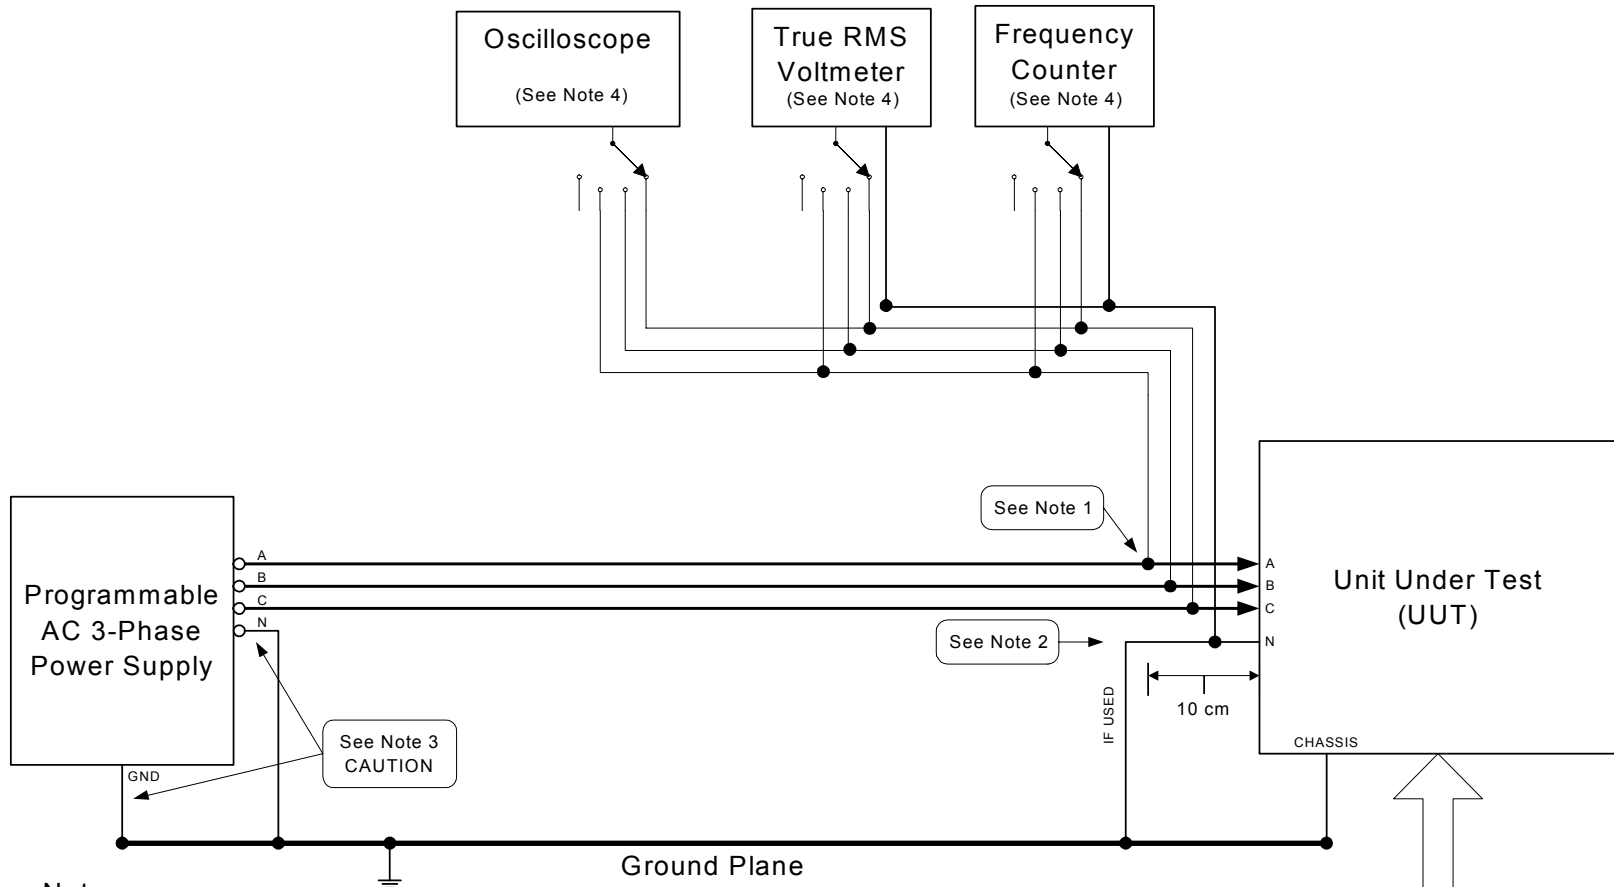 Oscilloscope
(See Note 4)
True RMS
Voltmeter
(See Note 4)
Frequency
Counter
(See Note 4)
See Note 1
Programmable
AC 3-Phase
Power Supply
A
B
C
N
A
B
C
N
Unit Under Test
(UUT)
See Note 2
IF USED
10 cm
See Note 3
CAUTION
GND
CHASSIS
Ground Plane